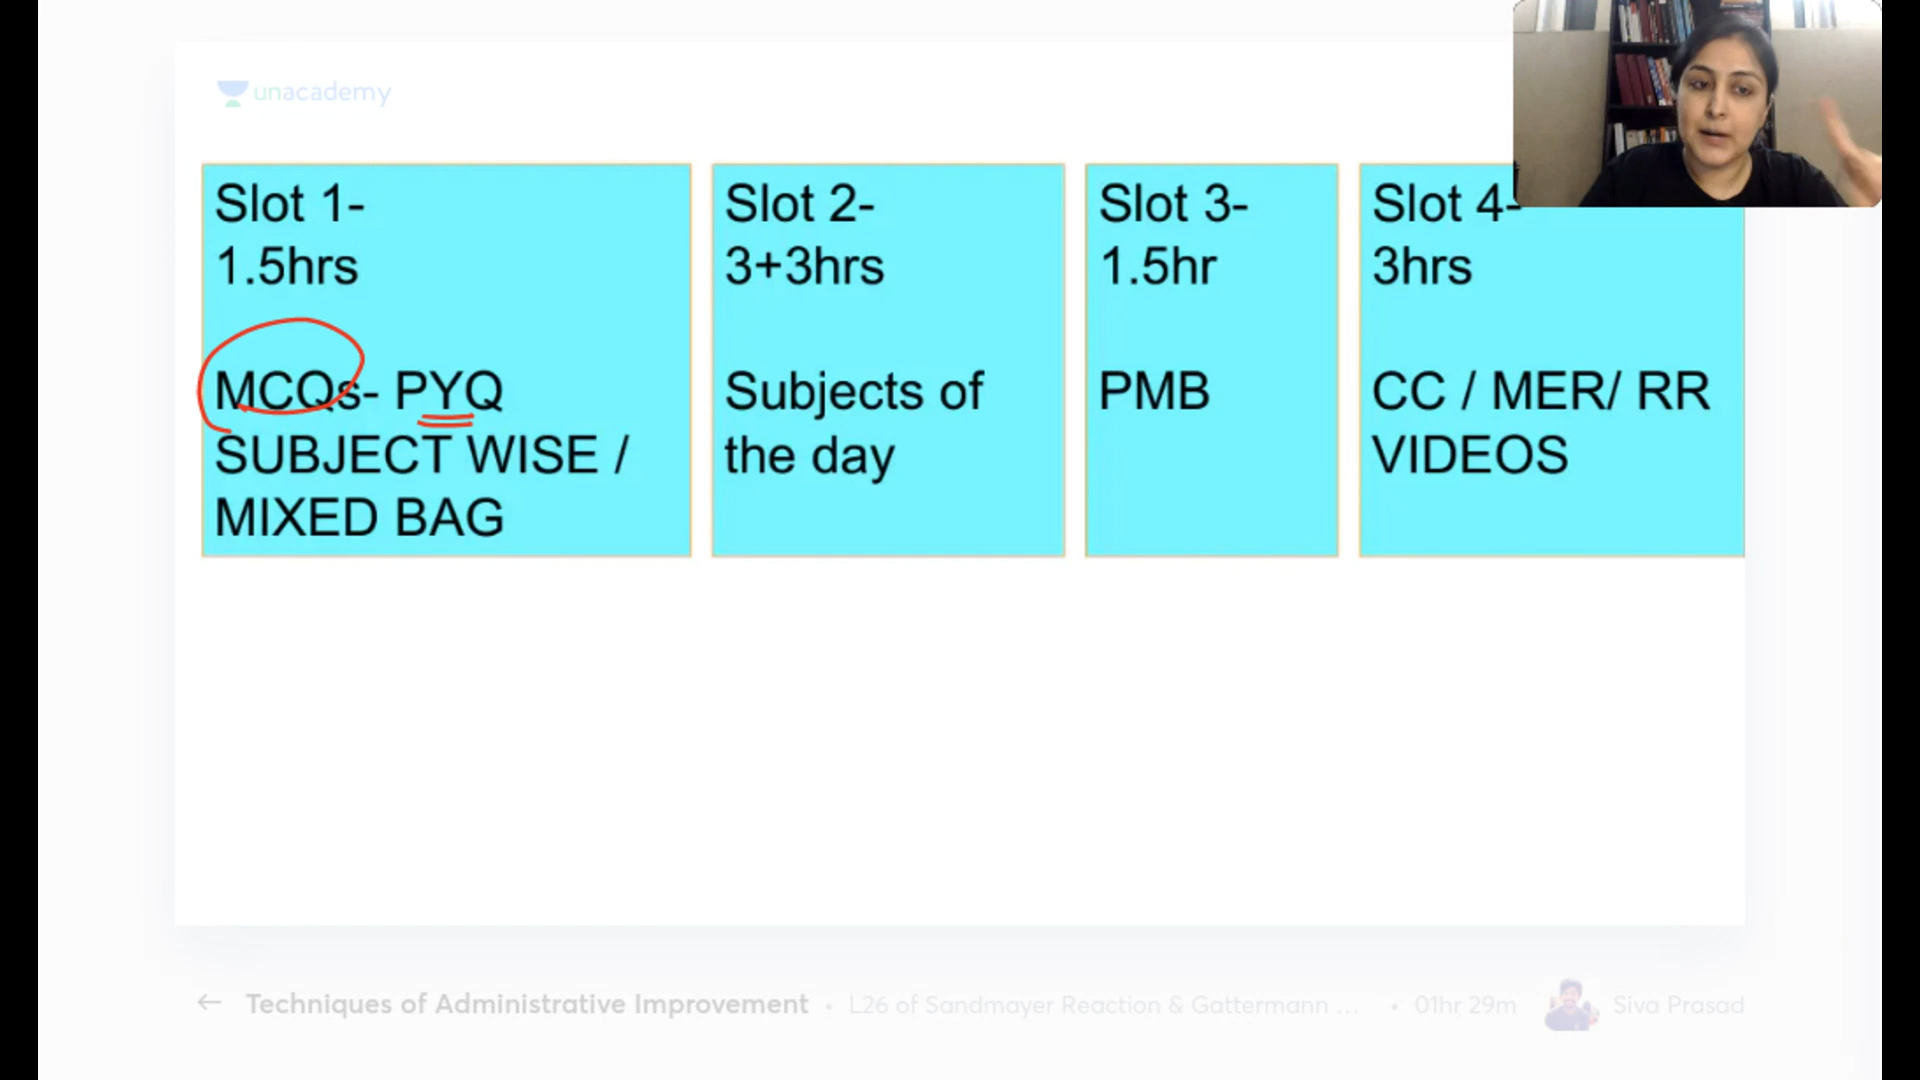 unacademy
Slot 1-
1.5hrs
MCQs- PYQ
SUBJECT WISE /
MIXED BAG
Slot 2-
3+3hrs
Subjects of
the day
Slot 3-
1.5hr
PMB
Slot 4-
3hrs
CC / MER/ RR
VIDEOS
← Techniques of Administrative Improvement • L26 of Sandmayer Reaction & Gattermann ... • 01hr 29m Siva Prasad